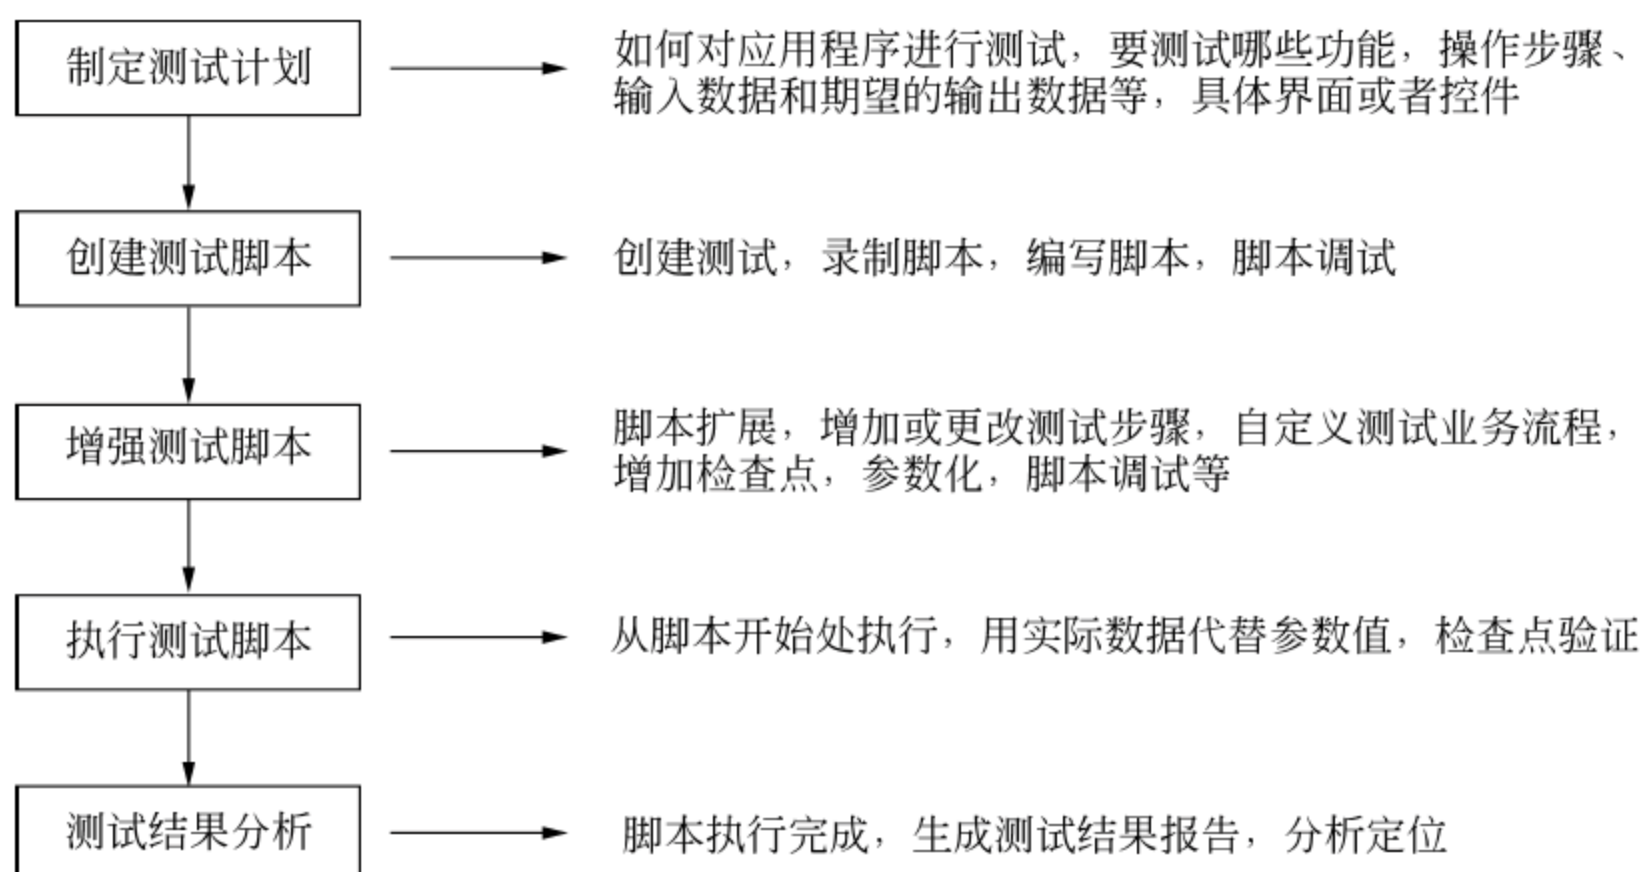 制定测试计划
如何对应用程序进行测试，要测试哪些功能，操作步骤、
输入数据和期望的输出数据等，具体界面或者控件
创建测试脚本
创建测试，录制脚本，编写脚本，脚本调试
增强测试脚本
脚本扩展，增加或更改测试步骤，自定义测试业务流程，
增加检查点，参数化，脚本调试等
执行测试脚本
从脚本开始处执行，用实际数据代替参数值，检查点验证
测试结果分析
脚本执行完成，生成测试结果报告，分析定位